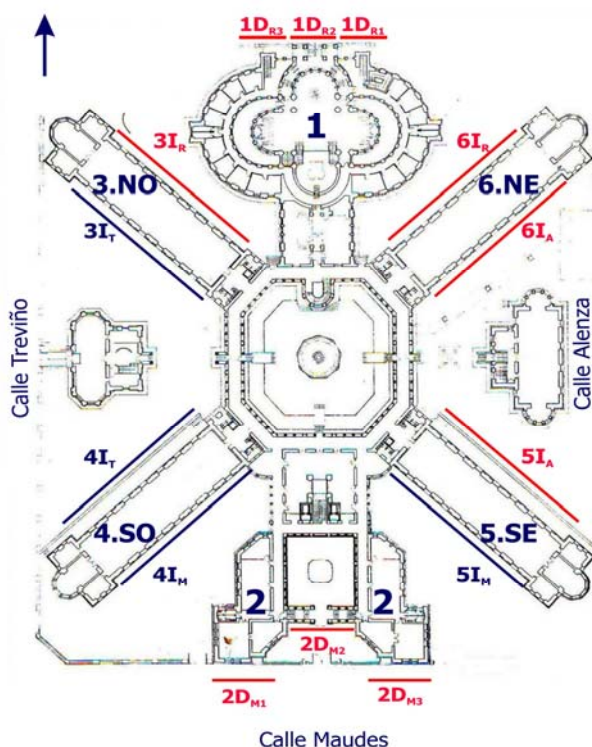 1D_R3 1D_R2 1D_R1
1
3I_R
6I_R
3.NO
6.NE
3I_T
6I_A
Calle Treviño
Calle Alenza
4I_T
5I_A
4.SO
5.SE
4I_M
5I_M
2
2
2D_M2
2D_M1
2D_M3
Calle Maudes